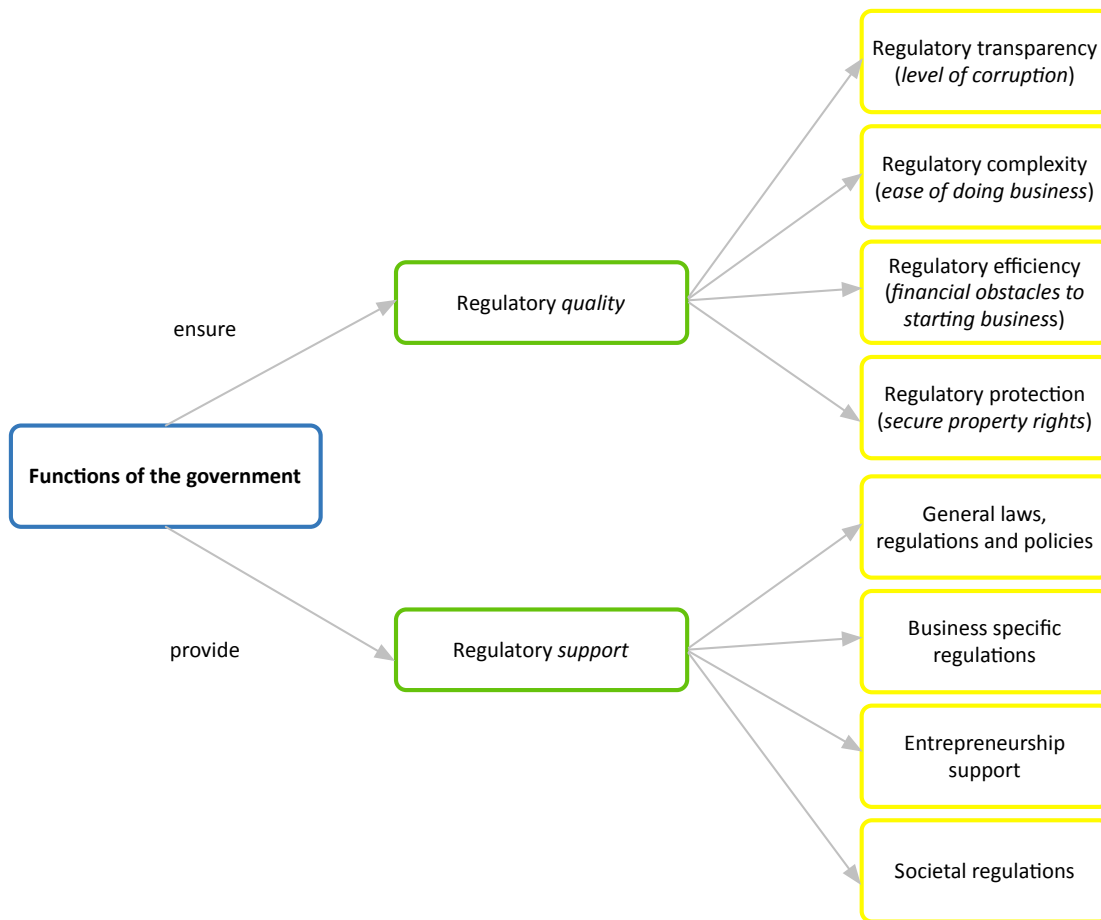 Regulatory transparency
(level of corruption)
Regulatory complexity
(ease of doing business)
Regulatory efficiency
(financial obstacles to
starting business)
Regulatory quality
ensure
Regulatory protection
(secure property rights)
Functions of the government
General laws,
regulations and policies
Business specific
regulations
provide
Regulatory support
Entrepreneurship
support
Societal regulations